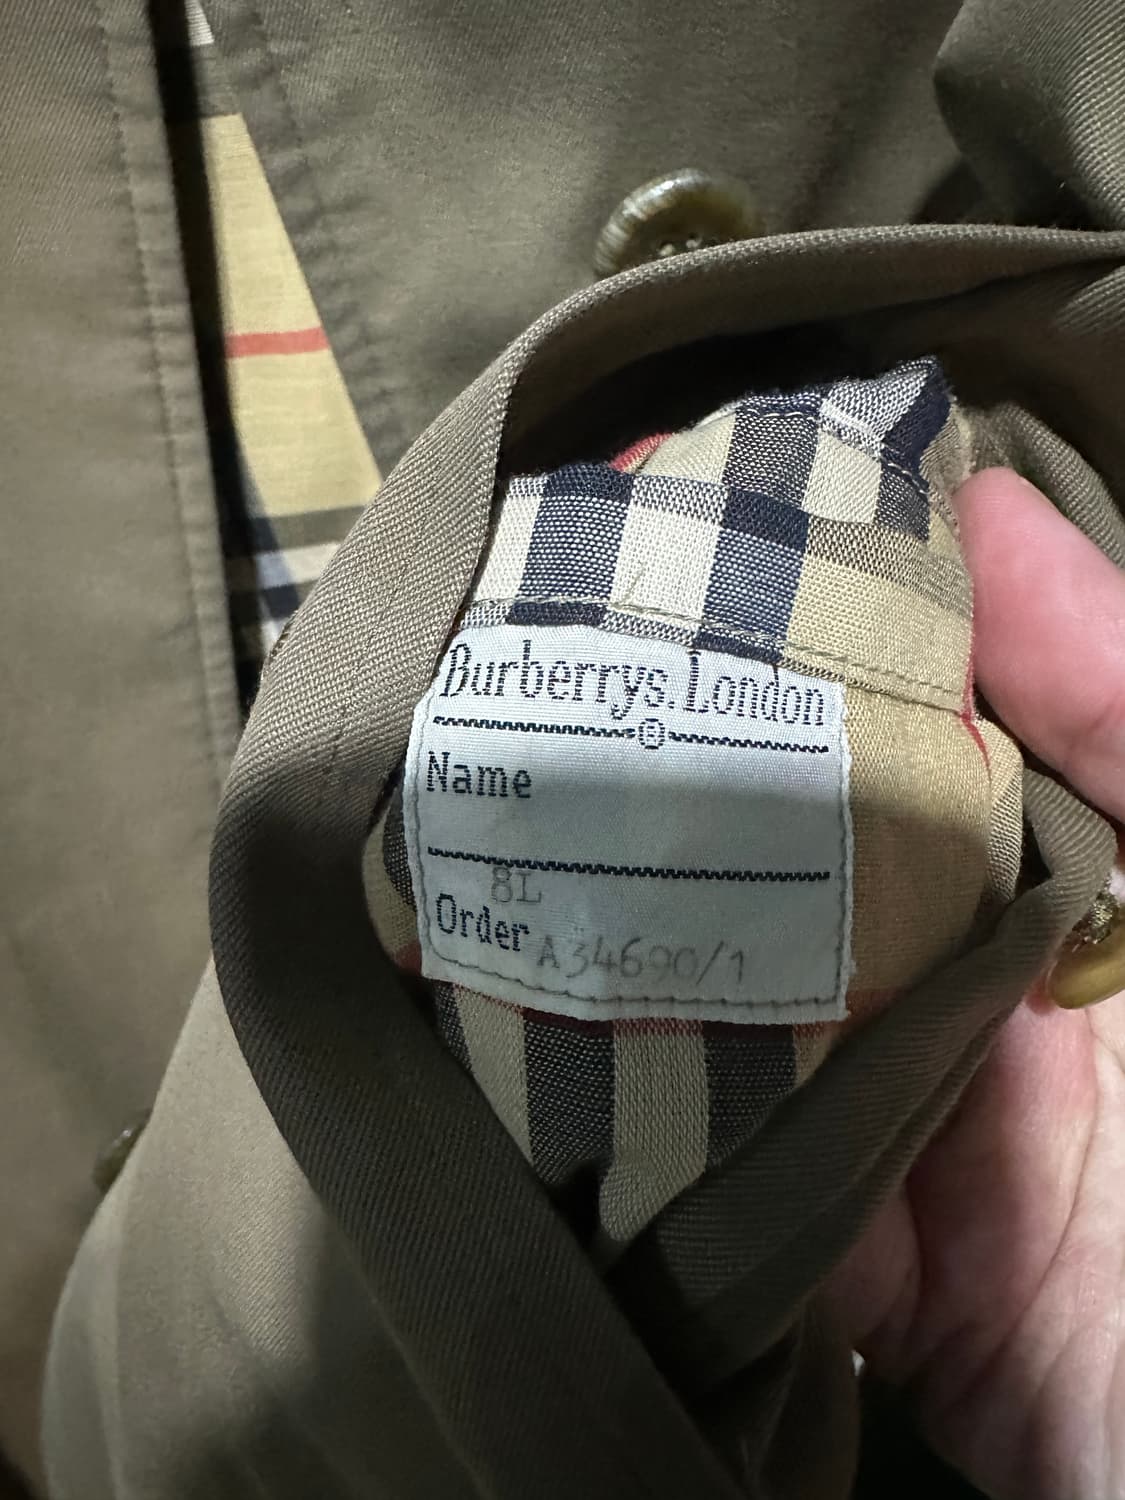 Burberrys. London
®
Name
8L
Order A34690/1